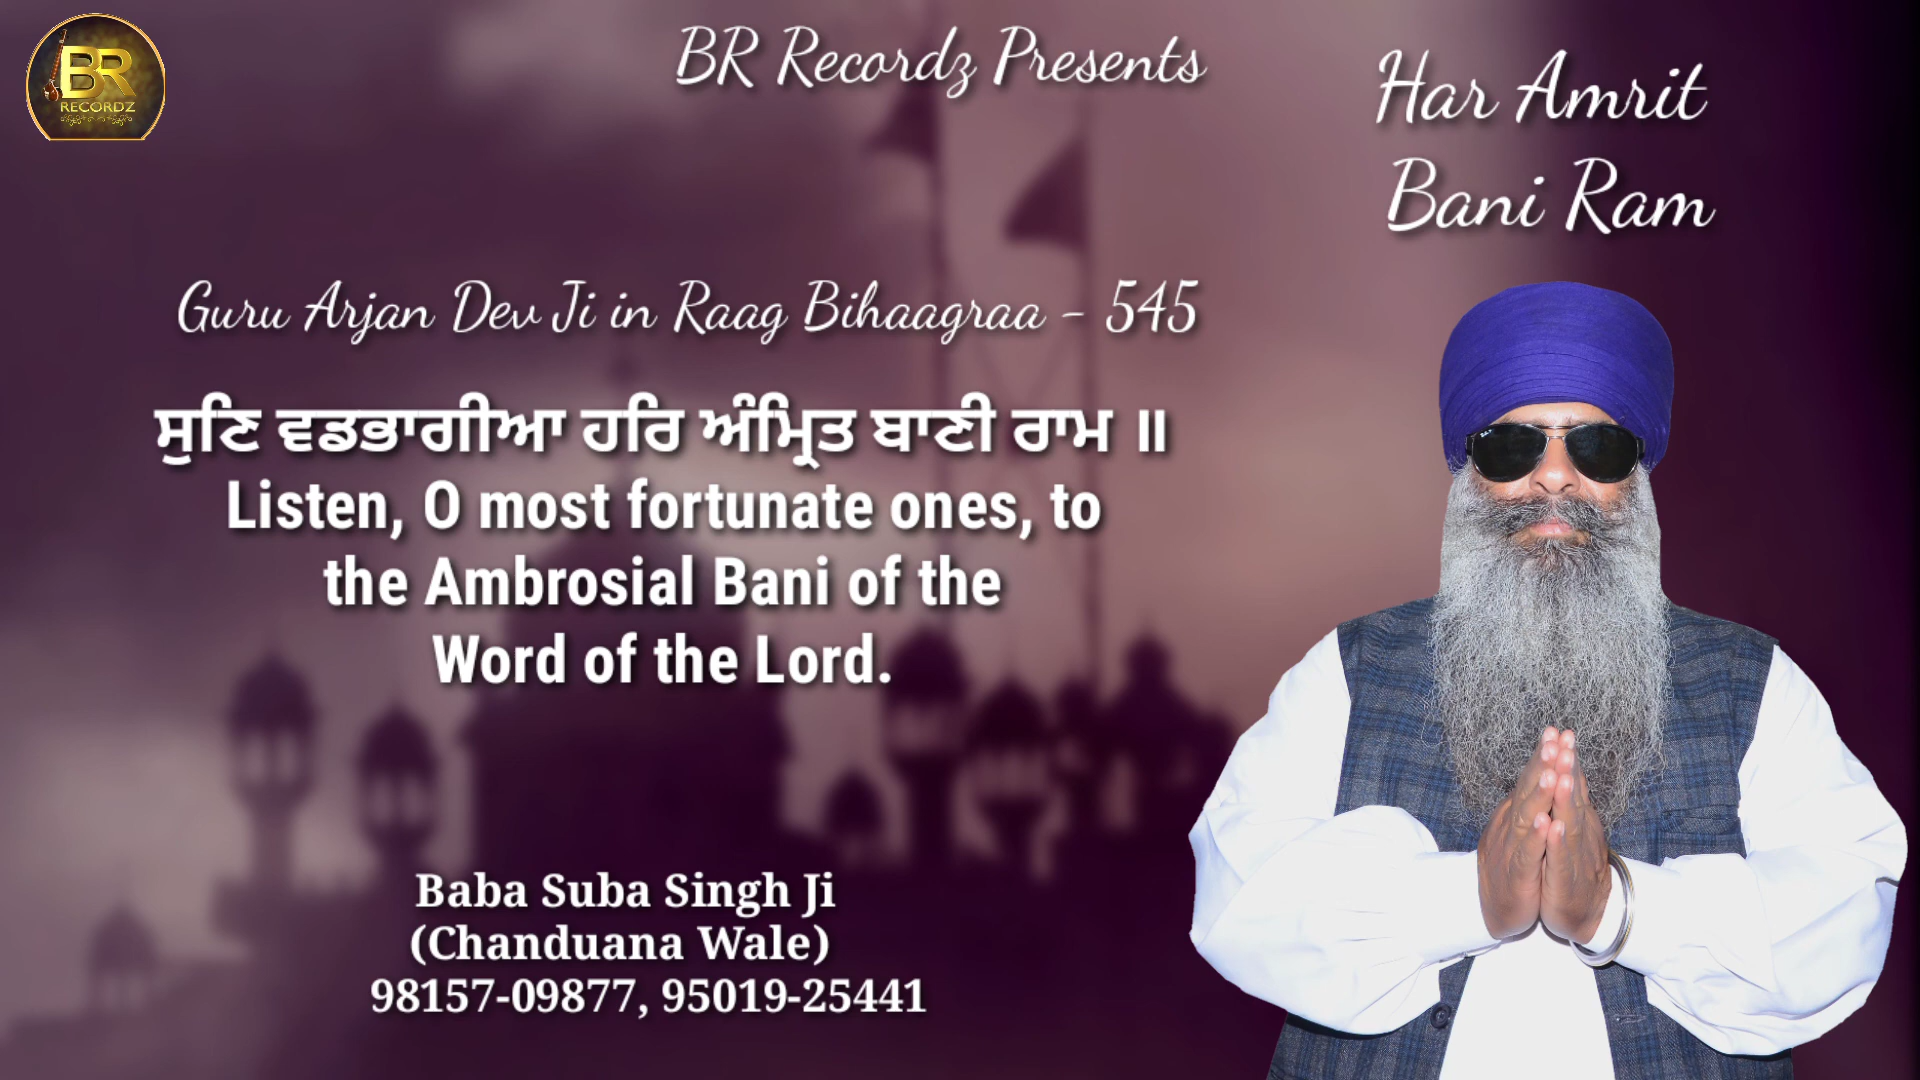 BR
RECORDZ
BR Recordz Presents
Har Amrit
Bani Ram
Guru Arjan Dev Ji in Raag Bihaagraa - 545
ਸੁਣਿ ਵਡਭਾਗੀਆ ਹਰਿ ਅੰਮ੍ਰਿਤ ਬਾਣੀ ਰਾਮ ॥
Listen, O most fortunate ones, to
the Ambrosial Bani of the
Word of the Lord.
Baba Suba Singh Ji
(Chanduana Wale)
98157-09877, 95019-25441